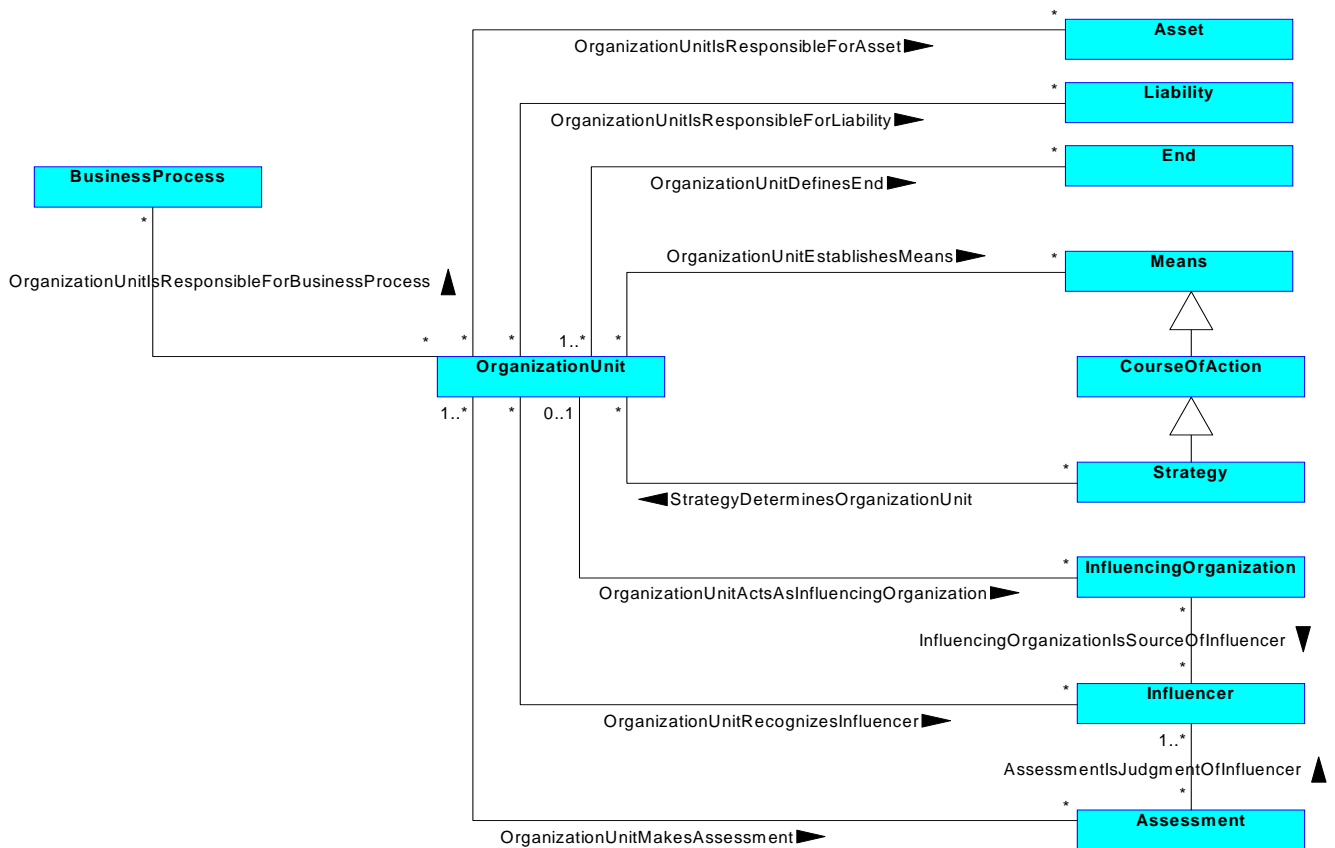 *
Asset
OrganizationUnitIsResponsibleForAsset
*
Liability
OrganizationUnitIsResponsibleForLiability
*
End
BusinessProcess
OrganizationUnitDefinesEnd
*
OrganizationUnitEstablishesMeans
*
Means
OrganizationUnitIsResponsibleForBusinessProcess
* * * 1..* *
OrganizationUnit
CourseOfAction
1..* * 0..1 *
*
Strategy
StrategyDeterminesOrganizationUnit
*
InfluencingOrganization
OrganizationUnitActsAsInfluencingOrganization
*
InfluencingOrganizationIsSourceOfInfluencer
*
*
Influencer
OrganizationUnitRecognizesInfluencer
1..*
AssessmentIsJudgmentOfInfluencer
*
*
Assessment
OrganizationUnitMakesAssessment